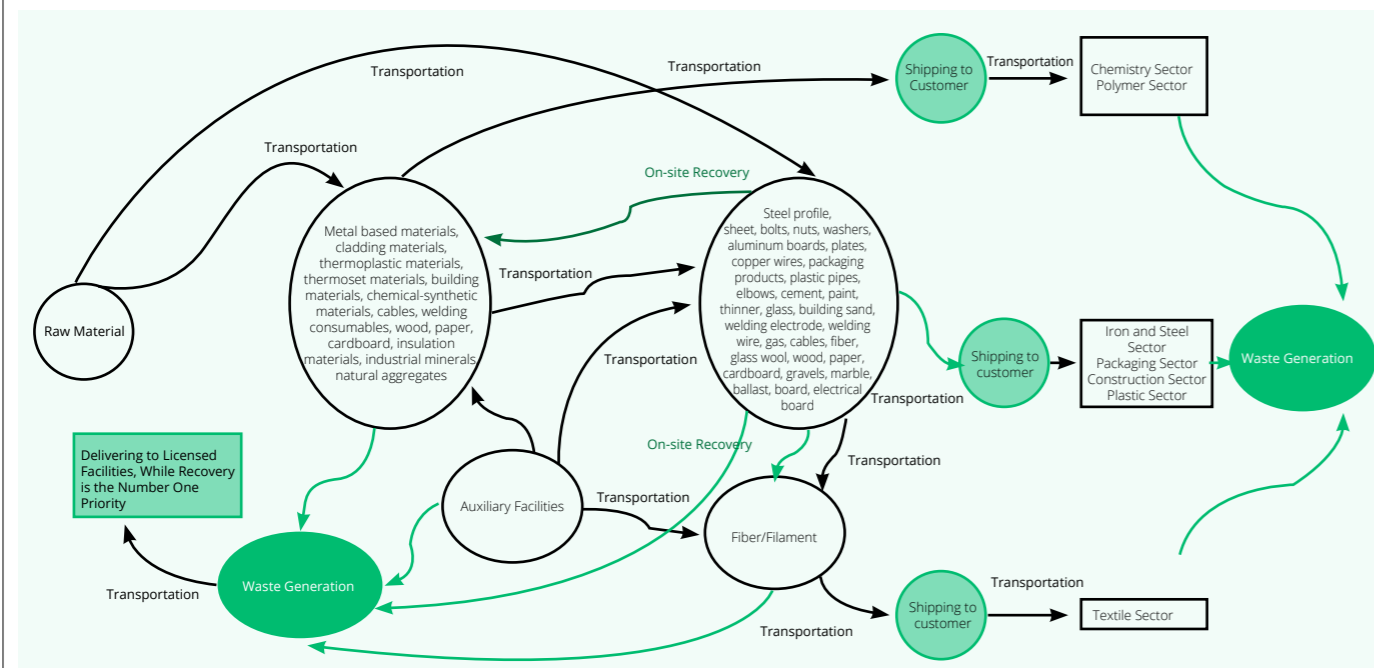 Transportation
Transportation
Shipping to
Customer
Transportation
Chemistry Sector
Polymer Sector
Transportation
On-site Recovery
Raw Material
Metal based materials,
cladding materials,
thermoplastic materials,
thermoset materials, building
materials, chemical-synthetic
materials, cables, welding
consumables, wood, paper,
cardboard, insulation
materials, industrial minerals,
natural aggregates
Transportation
Steel profile,
sheet, bolts, nuts, washers,
aluminum boards, plates,
copper wires, packaging
products, plastic pipes,
elbows, cement, paint,
thinner, glass, building sand,
welding electrode, welding
wire, gas, cables, fiber,
glass wool, wood, paper,
cardboard, gravels, marble,
ballast, board, electrical
board
Transportation
Transportation
Shipping to
customer
Iron and Steel
Sector
Packaging Sector
Construction Sector
Plastic Sector
Waste Generation
On-site Recovery
Transportation
Delivering to Licensed
Facilities, While Recovery
is the Number One
Priority
Auxiliary Facilities
Transportation
Fiber/Filament
Waste Generation
Transportation
Transportation
Shipping to
customer
Transportation
Textile Sector